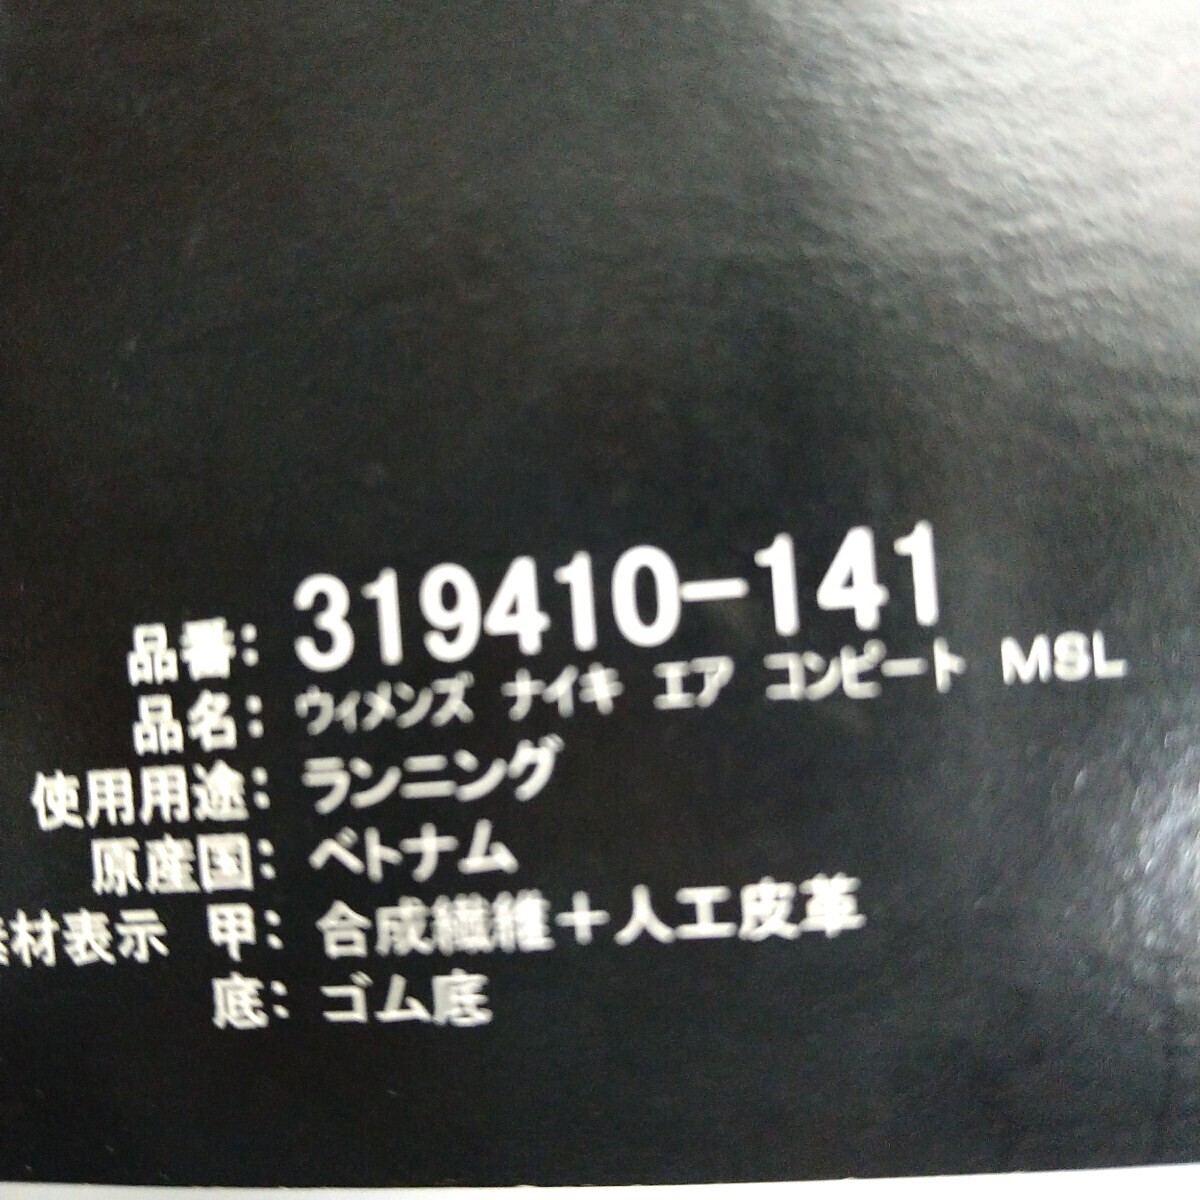 品番: 319410-141
品名: ウィメンズ ナイキ エア コンピート MSL
使用用途: ランニング
原産国: ベトナム
素材表示 甲: 合成繊維+人工皮革
底: ゴム底